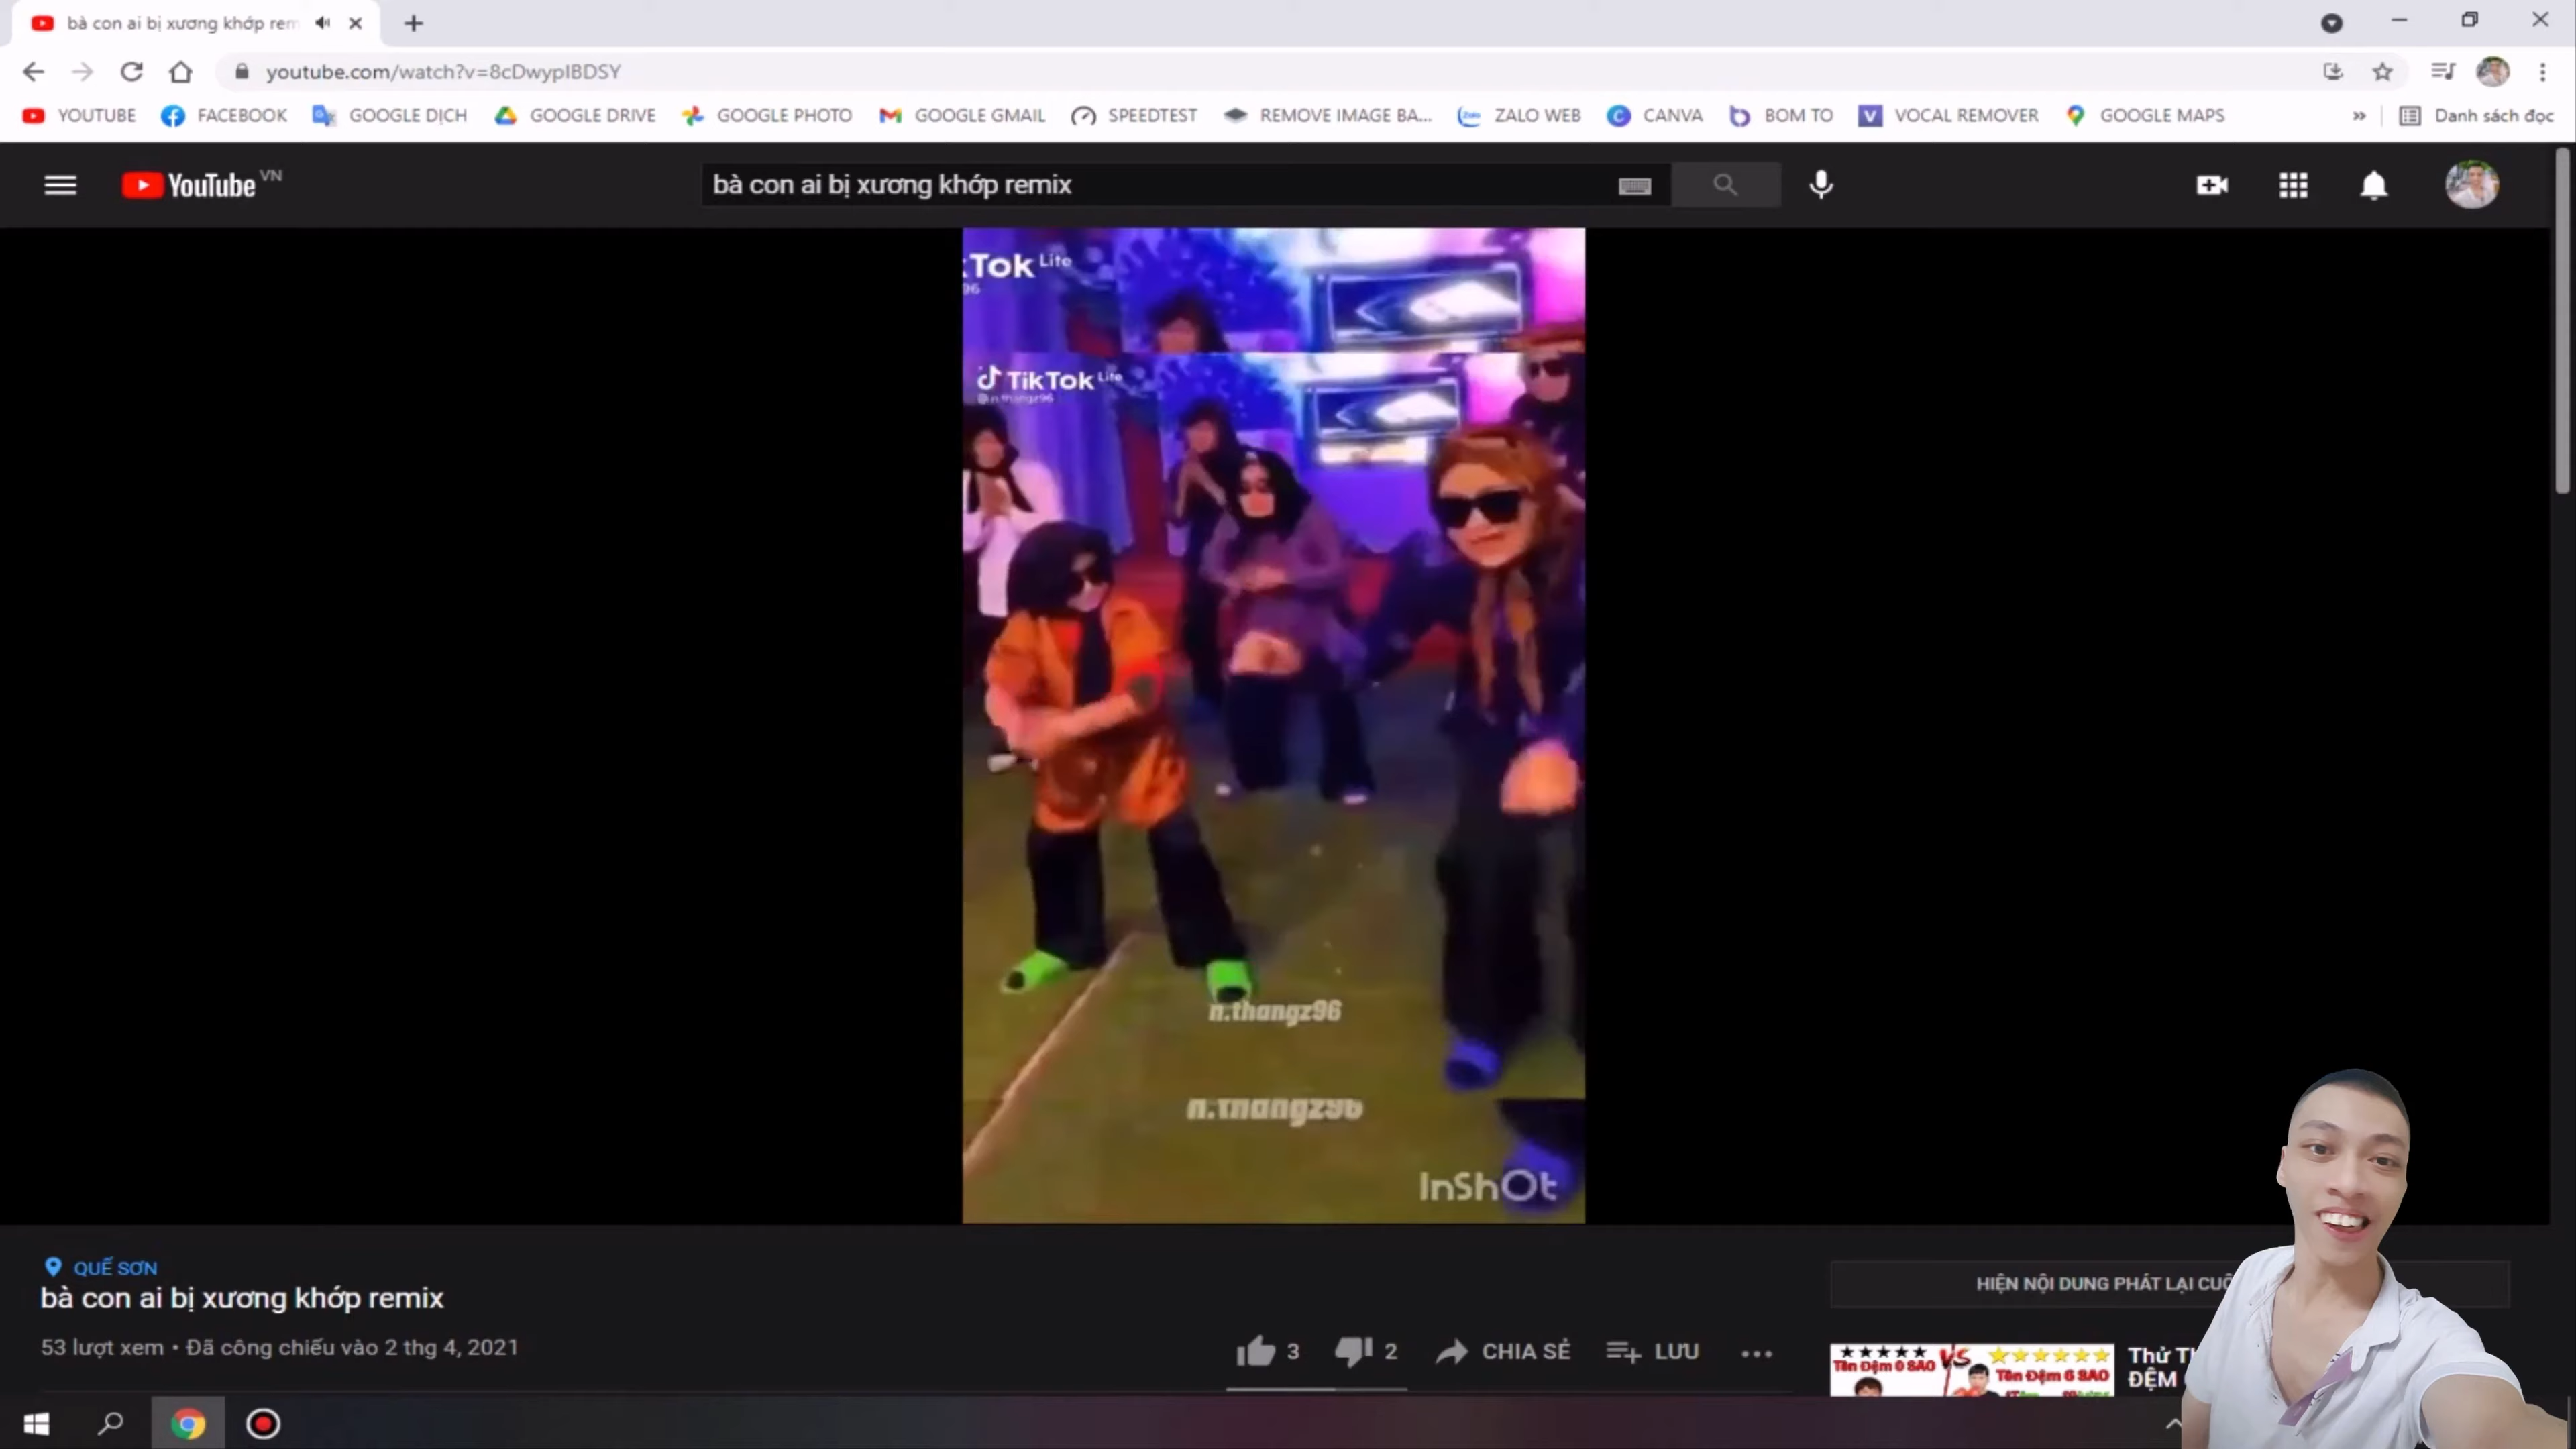 bà con ai bị xương khớp rem
youtube.com/watch?v=8cDwypIBDSY
YOUTUBE FACEBOOK GOOGLE DỊCH GOOGLE DRIVE GOOGLE PHOTO GOOGLE GMAIL SPEEDTEST REMOVE IMAGE BA... ZALO WEB CANVA BOM TO VOCAL REMOVER GOOGLE MAPS » Danh sách đọc
YouTube VN
bà con ai bị xương khớp remix
kTok Lite
96
TikTok Lite
@n.thangz96
n.thangz96
n.thangz96
InShOt
QUẾ SƠN
bà con ai bị xương khớp remix
53 lượt xem • Đã công chiếu vào 2 thg 4, 2021
3 2 CHIA SẺ LƯU
HIỆN NỘI DUNG PHÁT LẠI CUỘ
Tên Đệm 0 SAO VS Tên Đệm 6 SAO
Thử T
ĐỆM